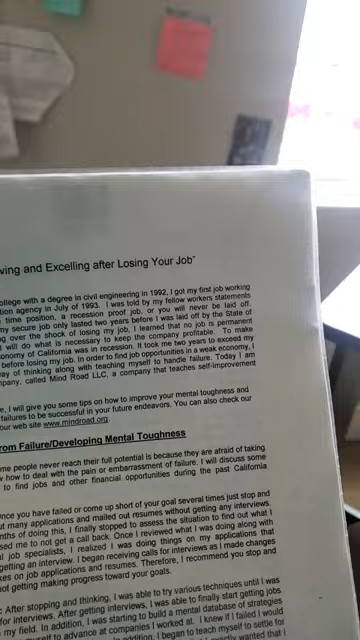 ving and Excelling after Losing Your Job"
ollege with a degree in civil engineering in 1992, I got my first job working
tion agency in July of 1993. I was told by my fellow workers statements
time position, a recession proof job, or you will never be laid off.
my secure job only lasted two years before I was laid off by the State of
g over the shock of losing my job, I learned that no job is permanent
t will do what is necessary to keep the company profitable. To make
onomy of California was in recession. It took me two years to exceed my
before losing my job. In order to find job opportunities in a weak economy, I
way of thinking along with teaching myself to handle failure. Today I am
mpany, called Mind Road LLC, a company that teaches self-improvement
e, I will give you some tips on how to improve your mental toughness and
failures to be successful in your future endeavors. You can also check our
our web site www.mindroad.org.
rom Failure/Developing Mental Toughness
me people never reach their full potential is because they are afraid of taking
w how to deal with the pain or embarrassment of failure. I will discuss some
to find jobs and other financial opportunities during the past California
nce you have failed or come up short of your goal several times just stop and
ut many applications and mailed out resumes without getting any interviews.
nths of doing this, I finally stopped to assess the situation to find out what I
sed me to not get a call back. Once I reviewed what I was doing along with
al job specialists, I realized I was doing things on my applications that
getting an interview. I began receiving calls for interviews as I made changes
kes on job applications and resumes. Therefore, I recommend you stop and
not getting making progress toward your goals.
: After stopping and thinking, I was able to try various techniques until I was
for interviews. After getting interviews, I was able to finally start getting jobs
my field. In addition, I was starting to build a mental database of strategies
myself to advance at companies I worked at. I knew if I failed I would
In addition, I began to teach myself to settle for
wanted that I